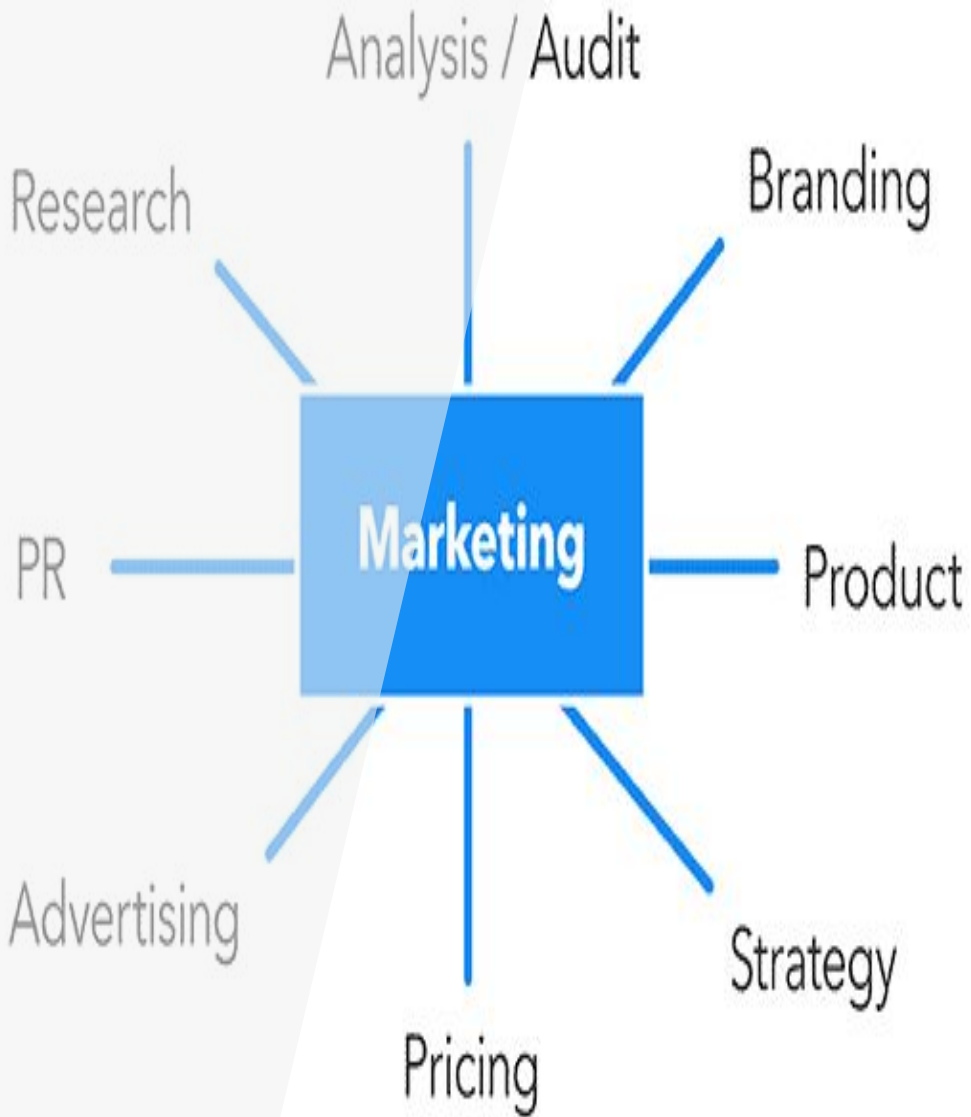 Analysis / Audit
Research
Branding
PR
Marketing
Product
Advertising
Strategy
Pricing